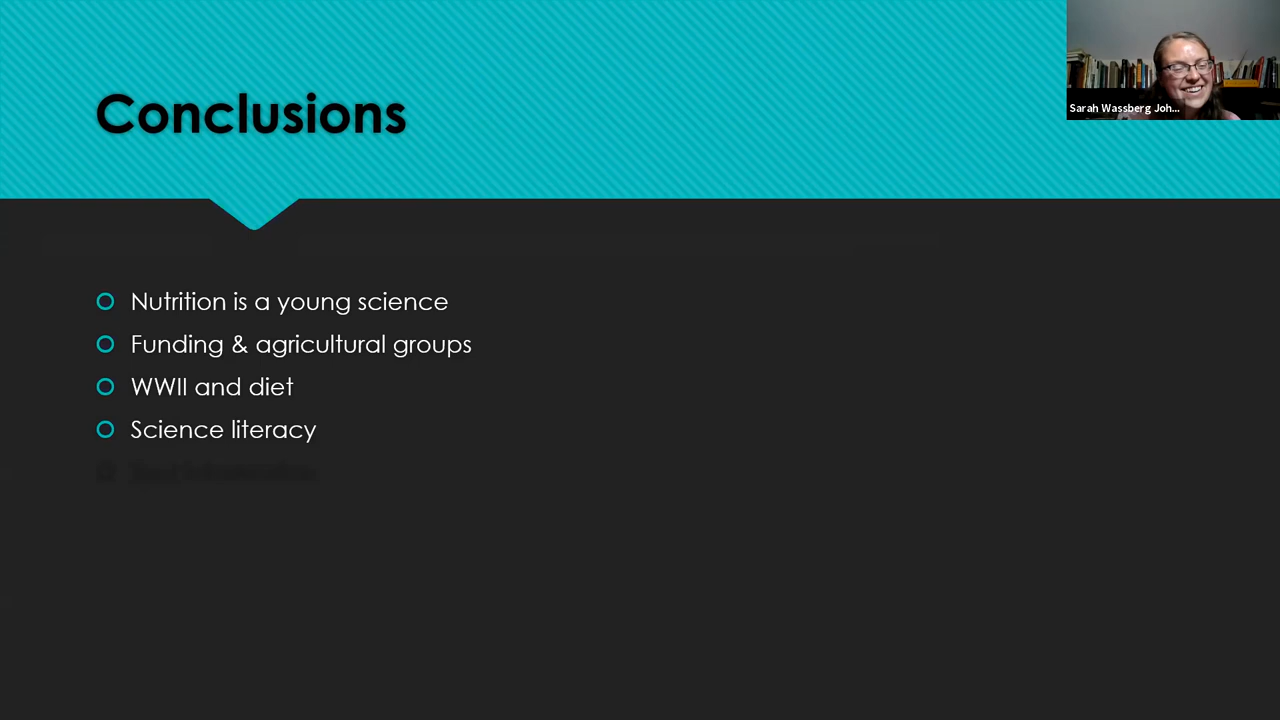 Conclusions
Sarah Wassberg Joh...
Nutrition is a young science
Funding & agricultural groups
WWII and diet
Science literacy